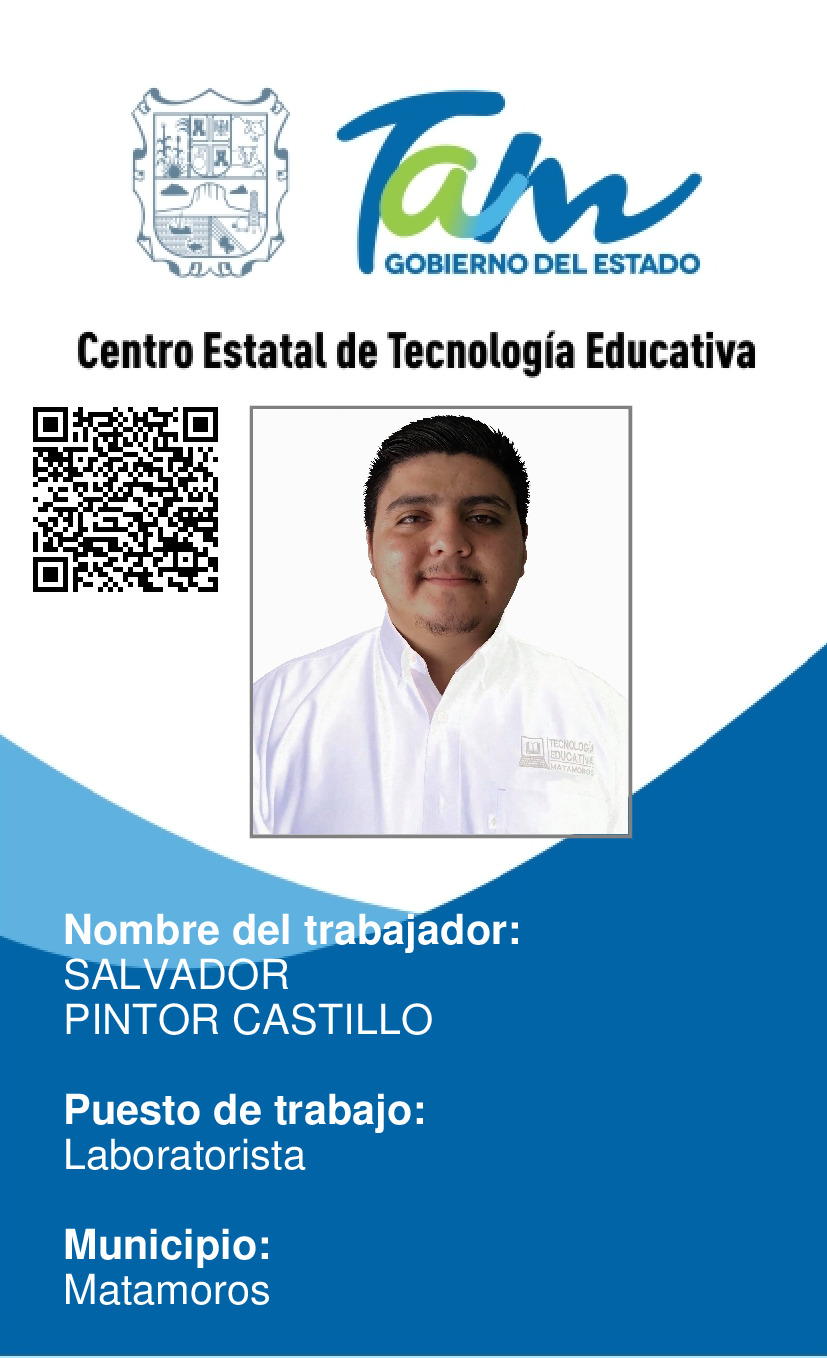 Tam
GOBIERNO DEL ESTADO
Centro Estatal de Tecnología Educativa
TECNOLOGÍA
EDUCATIVA
MATAMOROS
Nombre del trabajador:
SALVADOR
PINTOR CASTILLO
Puesto de trabajo:
Laboratorista
Municipio:
Matamoros